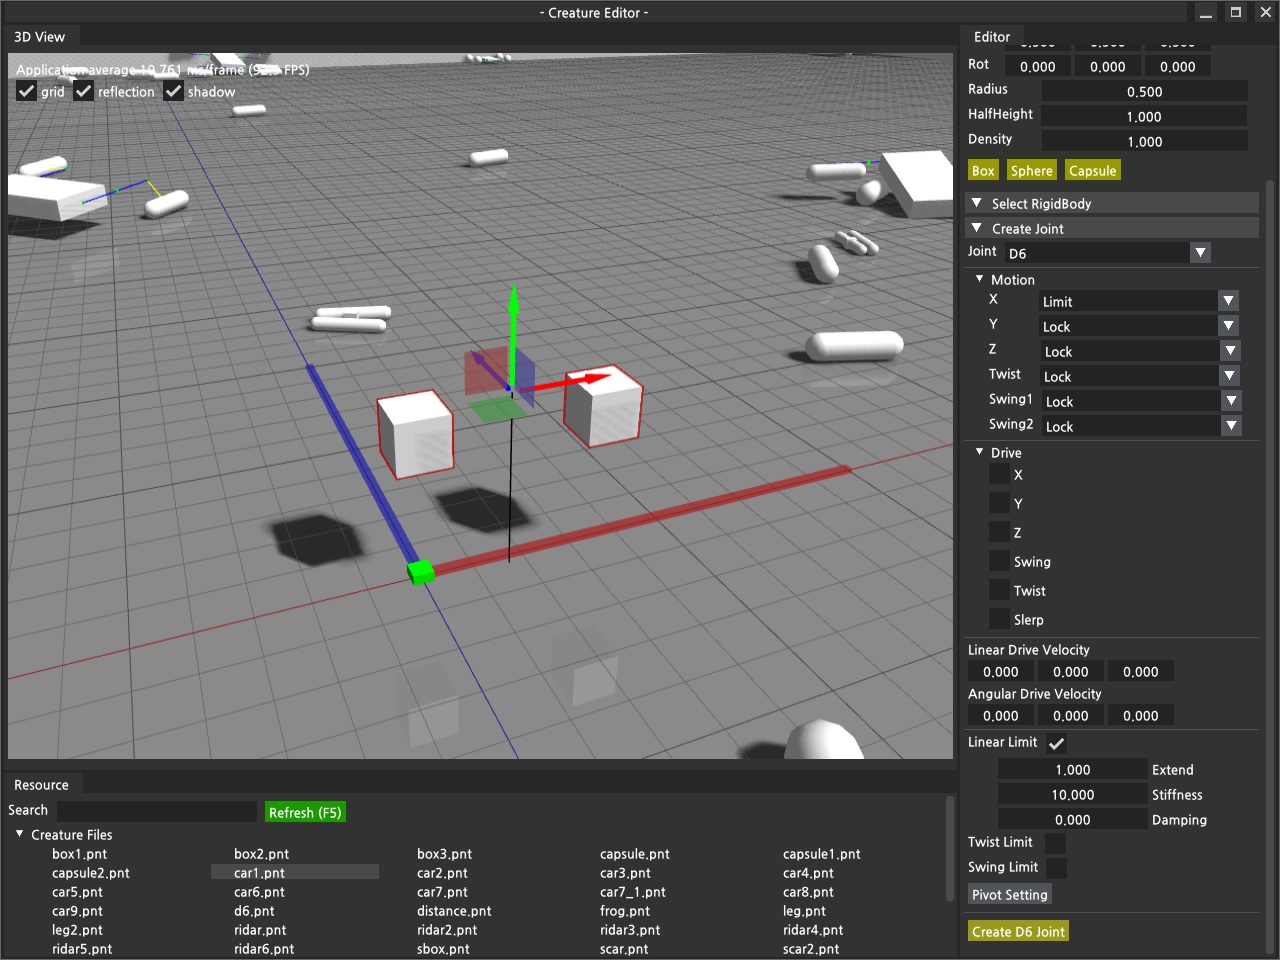 - Creature Editor -
3D View
Application average 10.761 ms/frame (92.9 FPS)
grid reflection shadow
Editor
Rot 0.000 0.000 0.000
Radius 0.500
HalfHeight 1.000
Density 1.000
Box Sphere Capsule
Select RigidBody
Create Joint
Joint D6
Motion
X Limit
Y Lock
Z Lock
Twist Lock
Swing1 Lock
Swing2 Lock
Drive
X
Y
Z
Swing
Twist
Slerp
Linear Drive Velocity
0.000 0.000 0.000
Angular Drive Velocity
0.000 0.000 0.000
Linear Limit
1.000 Extend
10.000 Stiffness
0.000 Damping
Twist Limit
Swing Limit
Pivot Setting
Create D6 Joint
Resource
Search Refresh (F5)
Creature Files
box1.pnt box2.pnt box3.pnt capsule.pnt capsule1.pnt
capsule2.pnt car1.pnt car2.pnt car3.pnt car4.pnt
car5.pnt car6.pnt car7.pnt car7_1.pnt car8.pnt
car9.pnt d6.pnt distance.pnt frog.pnt leg.pnt
leg2.pnt ridar.pnt ridar2.pnt ridar3.pnt ridar4.pnt
ridar5.pnt ridar6.pnt sbox.pnt scar.pnt scar2.pnt